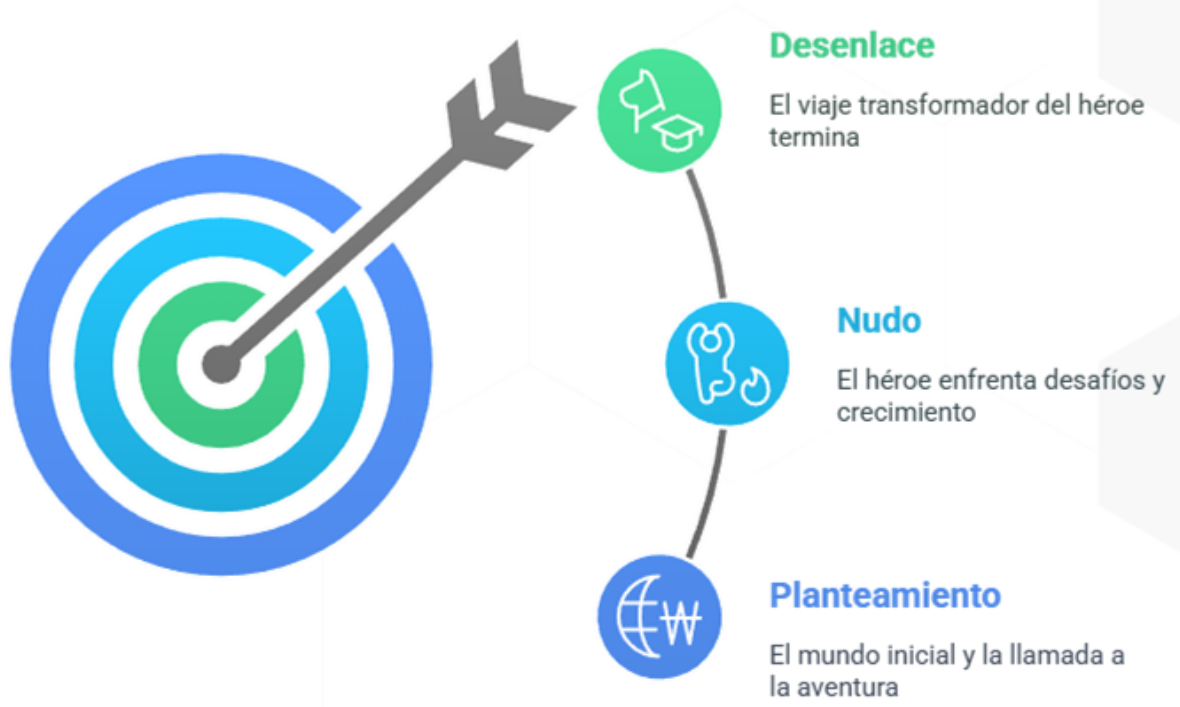 Desenlace
El viaje transformador del héroe
termina
Nudo
El héroe enfrenta desafíos y
crecimiento
Planteamiento
El mundo inicial y la llamada a
la aventura